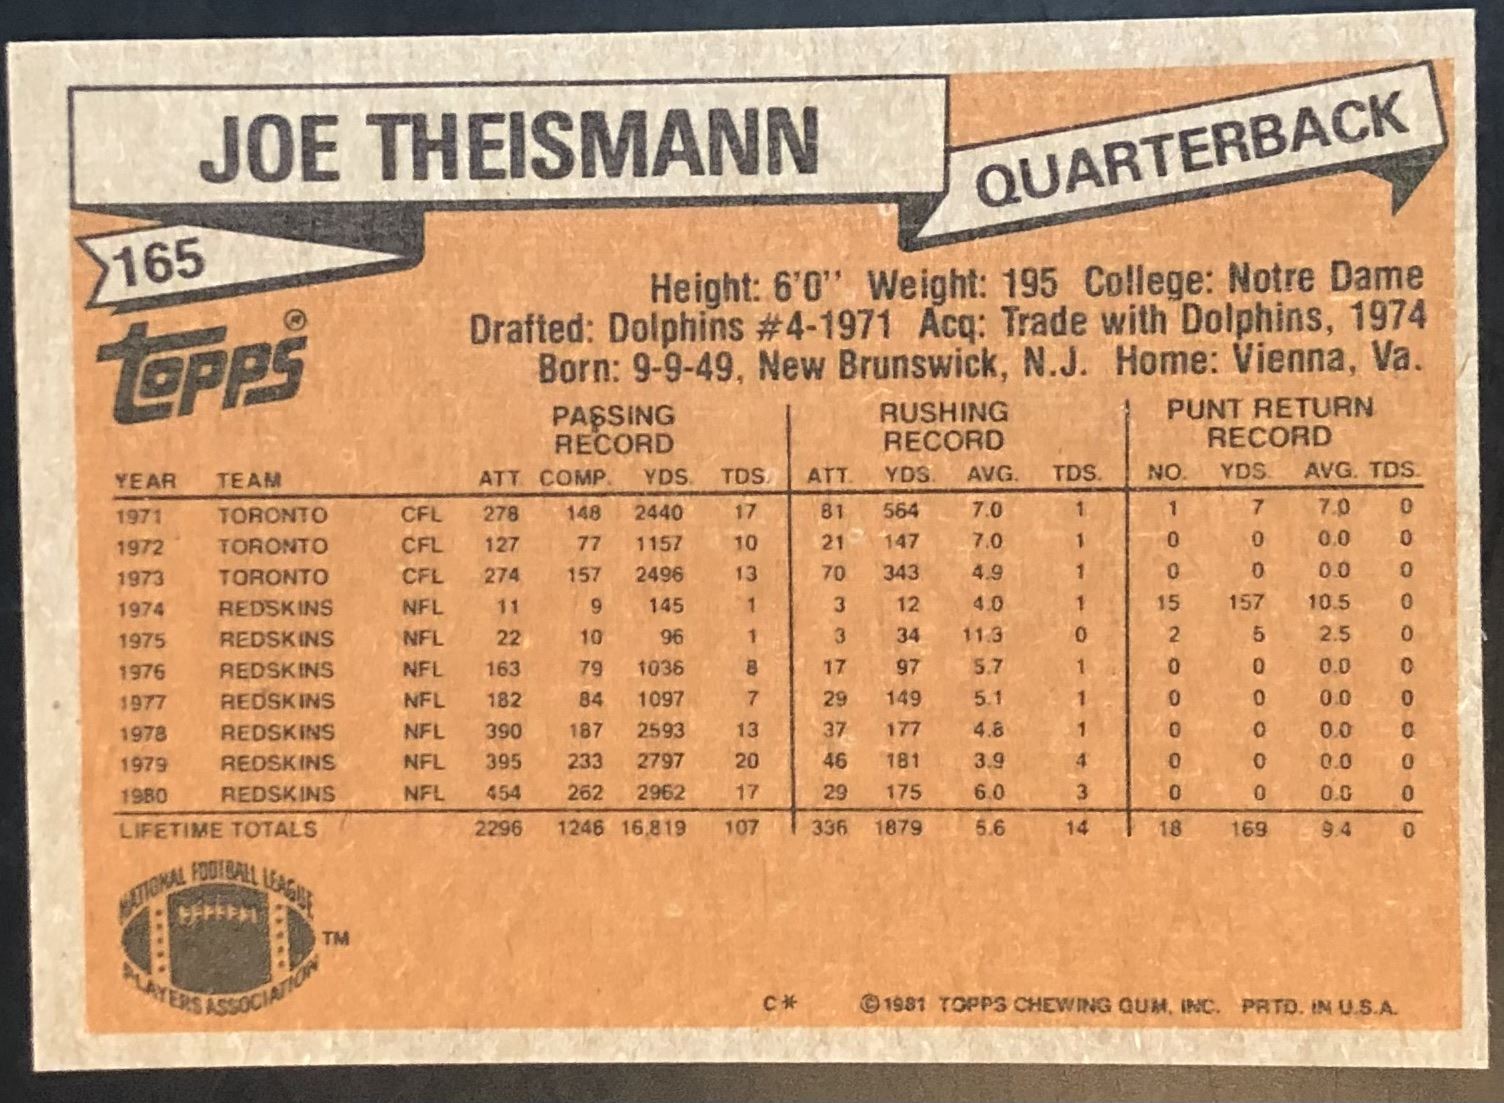 JOE THEISMANN
QUARTERBACK
165
TOPPS®
Height: 6'0'' Weight: 195 College: Notre Dame
Drafted: Dolphins #4-1971 Acq: Trade with Dolphins, 1974
Born: 9-9-49, New Brunswick, N.J. Home: Vienna, Va.
PASSING RECORD RUSHING RECORD PUNT RETURN RECORD
YEAR TEAM ATT. COMP. YDS. TDS. ATT. YDS. AVG. TDS. NO. YDS. AVG. TDS.
1971 TORONTO CFL 278 148 2440 17 81 564 7.0 1 1 7 7.0 0
1972 TORONTO CFL 127 77 1157 10 21 147 7.0 1 0 0 0.0 0
1973 TORONTO CFL 274 157 2496 13 70 343 4.9 1 0 0 0.0 0
1974 REDSKINS NFL 11 9 145 1 3 12 4.0 1 15 157 10.5 0
1975 REDSKINS NFL 22 10 96 1 3 34 11.3 0 2 5 2.5 0
1976 REDSKINS NFL 163 79 1036 8 17 97 5.7 1 0 0 0.0 0
1977 REDSKINS NFL 182 84 1097 7 29 149 5.1 1 0 0 0.0 0
1978 REDSKINS NFL 390 187 2593 13 37 177 4.8 1 0 0 0.0 0
1979 REDSKINS NFL 395 233 2797 20 46 181 3.9 4 0 0 0.0 0
1980 REDSKINS NFL 454 262 2962 17 29 175 6.0 3 0 0 0.0 0
LIFETIME TOTALS 2296 1246 16,819 107 336 1879 5.6 14 18 169 9.4 0
NATIONAL FOOTBALL LEAGUE
PLAYERS ASSOCIATION
TM
C* ©1981 TOPPS CHEWING GUM, INC. PRTD. IN U.S.A.